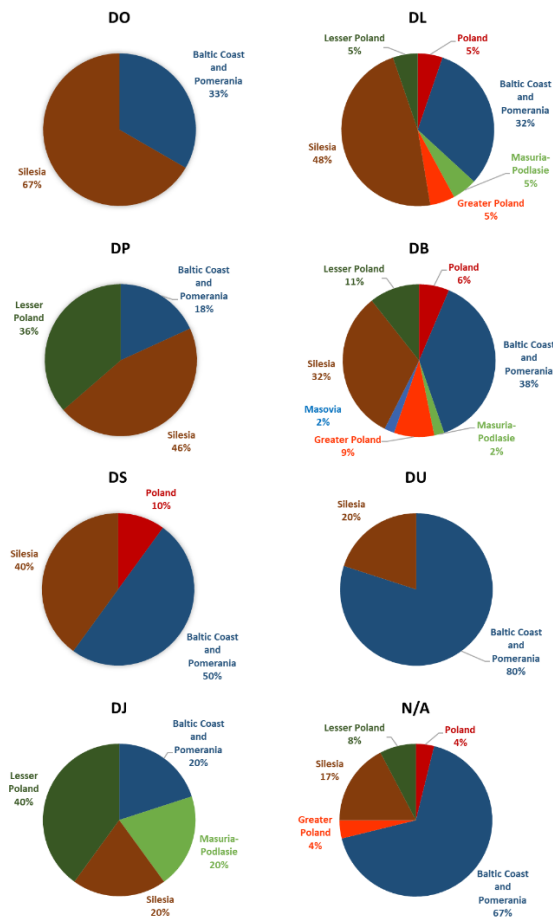 DO
Baltic Coast
and
Pomerania
33%
Silesia
67%
DL
Lesser Poland
5%
Poland
5%
Baltic Coast
and
Pomerania
32%
Silesia
48%
Masuria-
Podlasie
5%
Greater Poland
5%
DP
Baltic Coast
and
Pomerania
18%
Lesser
Poland
36%
Silesia
46%
DB
Lesser Poland
11%
Poland
6%
Baltic Coast
and
Pomerania
38%
Silesia
32%
Masovia
2%
Greater Poland
9%
Masuria-
Podlasie
2%
DS
Poland
10%
Silesia
40%
Baltic Coast
and
Pomerania
50%
DU
Silesia
20%
Baltic Coast
and
Pomerania
80%
DJ
Baltic Coast
and
Pomerania
20%
Lesser
Poland
40%
Masuria-
Podlasie
20%
Silesia
20%
N/A
Lesser Poland
8%
Poland
4%
Silesia
17%
Greater
Poland
4%
Baltic Coast
and
Pomerania
67%